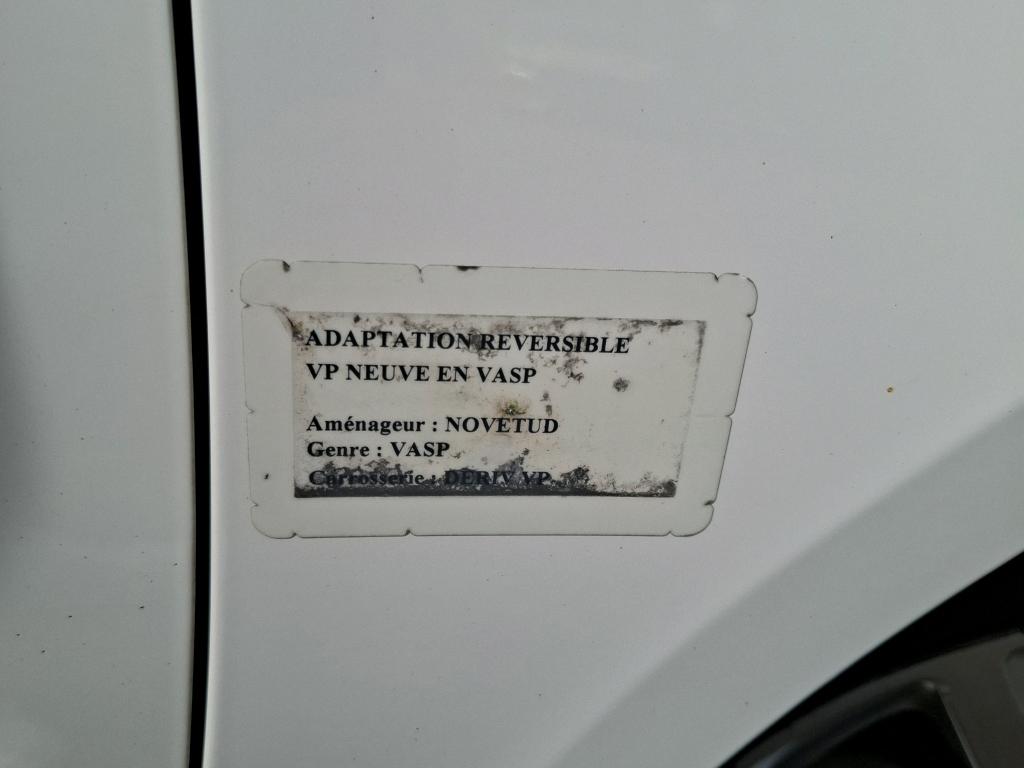 ADAPTATION REVERSIBLE
VP NEUVE EN VASP
Aménageur : NOVETUD
Genre : VASP
Carrosserie : DERIV VP